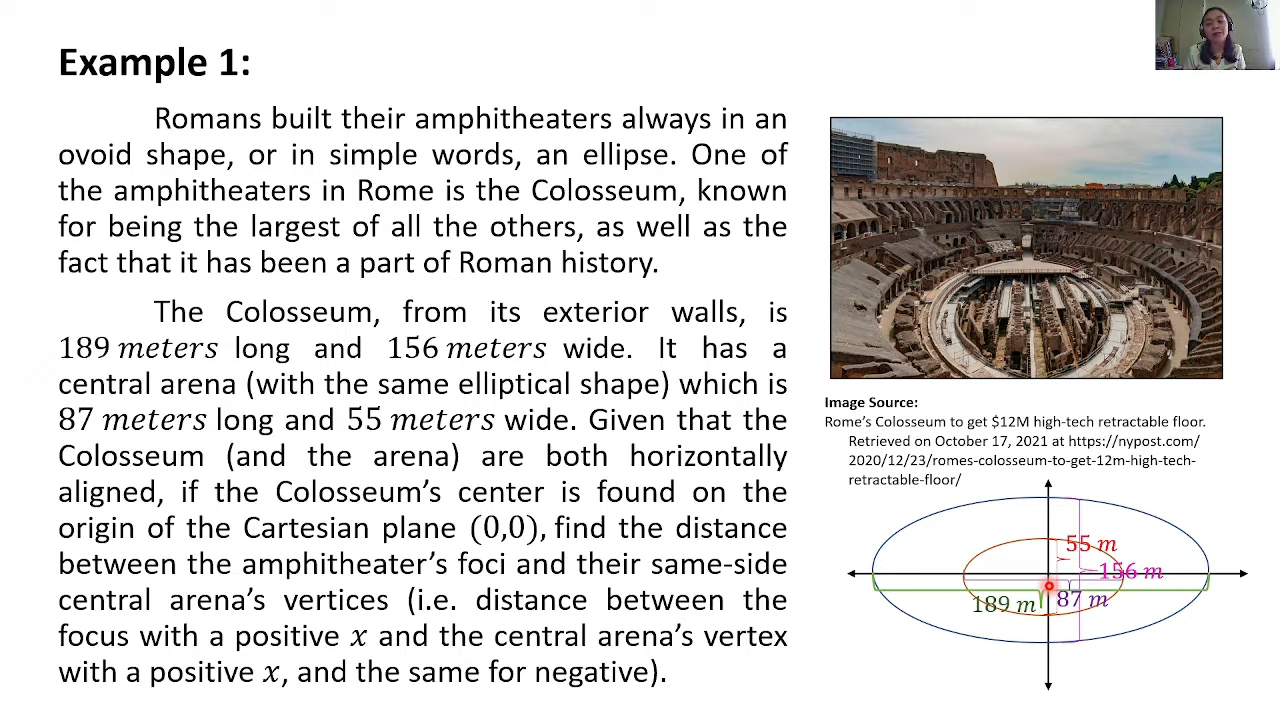 Example 1:
Romans built their amphitheaters always in an
ovoid shape, or in simple words, an ellipse. One of
the amphitheaters in Rome is the Colosseum, known
for being the largest of all the others, as well as the
fact that it has been a part of Roman history.
The Colosseum, from its exterior walls, is
189 meters long and 156 meters wide. It has a
central arena (with the same elliptical shape) which is
87 meters long and 55 meters wide. Given that the
Colosseum (and the arena) are both horizontally
aligned, if the Colosseum's center is found on the
origin of the Cartesian plane (0,0), find the distance
between the amphitheater's foci and their same-side
central arena's vertices (i.e. distance between the
focus with a positive x and the central arena's vertex
with a positive x, and the same for negative).
Image Source:
Rome's Colosseum to get $12M high-tech retractable floor.
Retrieved on October 17, 2021 at https://nypost.com/
2020/12/23/romes-colosseum-to-get-12m-high-tech-
retractable-floor/
55 m
156 m
189 m
87 m